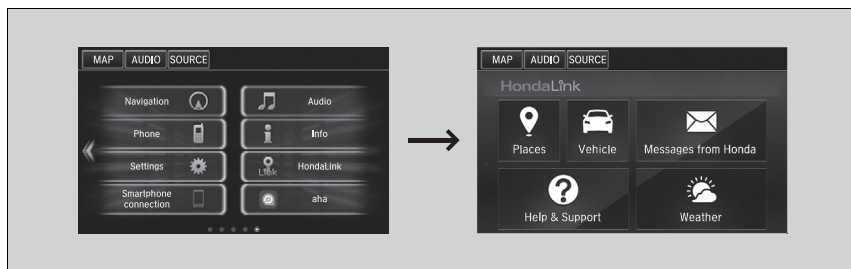 MAP AUDIO SOURCE
Navigation Audio
Phone Info
Settings Link HondaLink
Smartphone
connection
aha
MAP AUDIO SOURCE
HondaLink
Places Vehicle Messages from Honda
Help & Support Weather